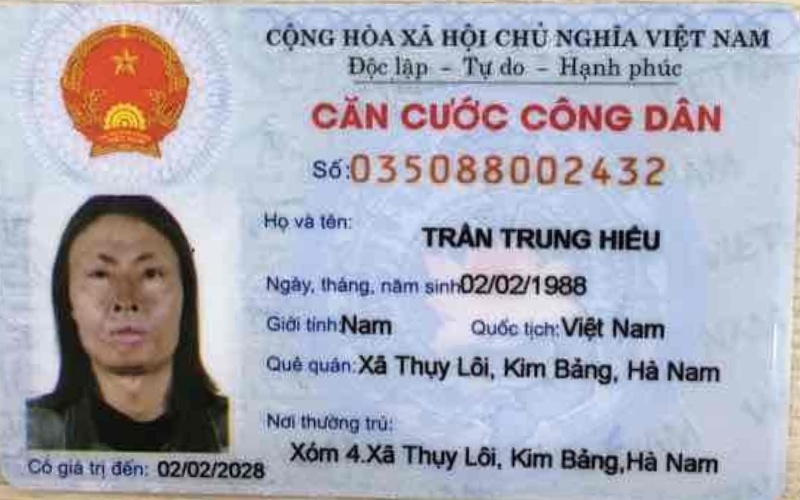 CỘNG HÒA XÃ HỘI CHỦ NGHĨA VIỆT NAM
Độc lập – Tự do – Hạnh phúc
CĂN CƯỚC CÔNG DÂN
Số: 035088002432
Họ và tên: TRẦN TRUNG HIẾU
Ngày, tháng, năm sinh: 02/02/1988
Giới tính: Nam Quốc tịch: Việt Nam
Quê quán: Xã Thụy Lôi, Kim Bảng, Hà Nam
Nơi thường trú:
Xóm 4.Xã Thụy Lôi, Kim Bảng,Hà Nam
Có giá trị đến: 02/02/2028